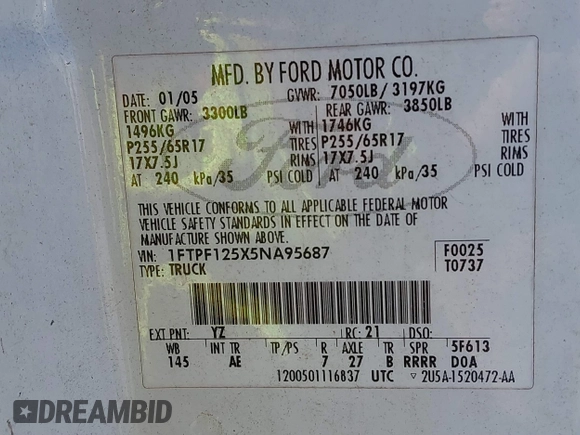 MFD. BY FORD MOTOR CO.
DATE: 01/05 GVWR: 7050LB/ 3197KG
FRONT GAWR: 3300LB REAR GAWR: 3850LB
1496KG WITH 1746KG WITH
P255/65R17 TIRES P255/65R17 TIRES
17X7.5J RIMS 17X7.5J RIMS
AT 240 kPa/35 PSI COLD AT 240 kPa/35 PSI COLD
Ford
THIS VEHICLE CONFORMS TO ALL APPLICABLE FEDERAL MOTOR
VEHICLE SAFETY STANDARDS IN EFFECT ON THE DATE OF
MANUFACTURE SHOWN ABOVE.
VIN: 1FTPF125X5NA95687 F0025
TYPE: TRUCK T0737
EXT PNT: YZ RC: 21 DSO:
WB INT TR TP/PS R AXLE TR SPR 5F613
145 AE 7 27 B RRRR DOA
1200501116837 UTC ▽ 2U5A-1520472-AA
DREAMBID